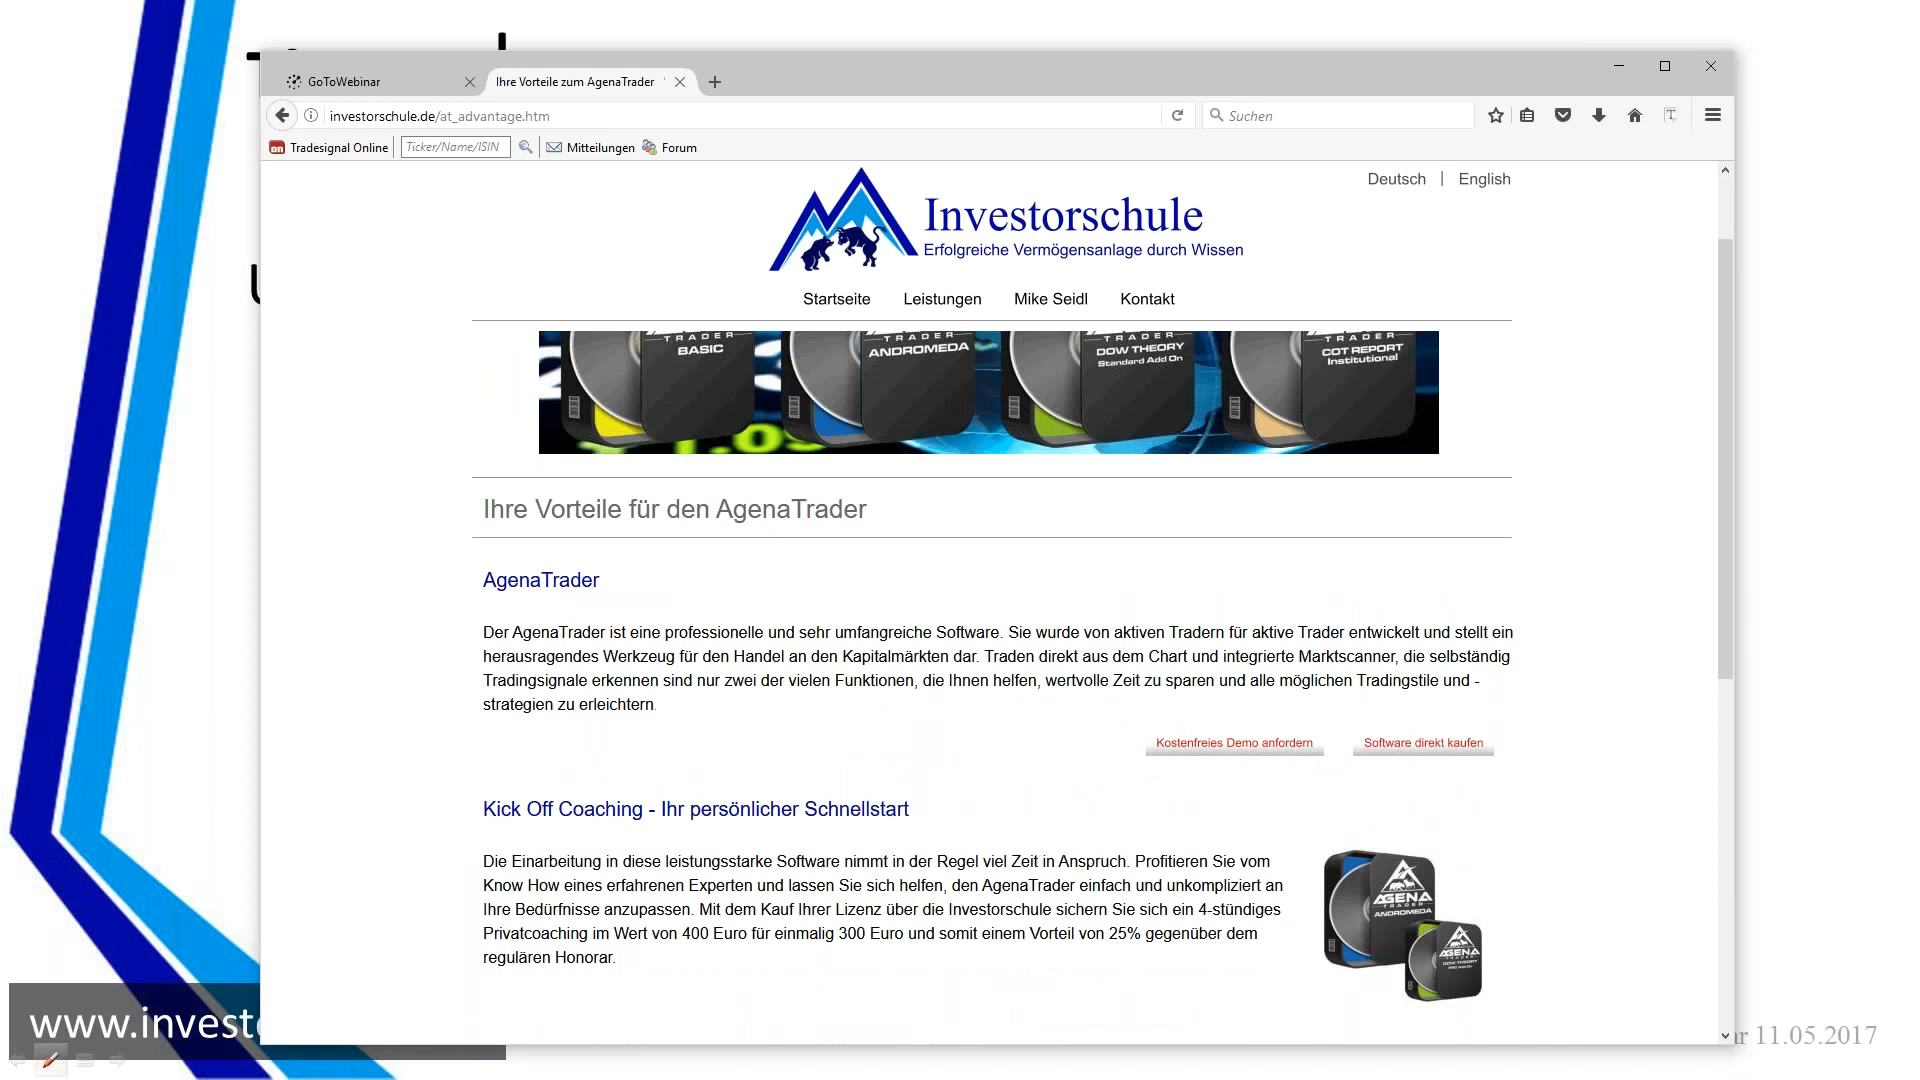 GoToWebinar
Ihre Vorteile zum AgenaTrader
investorschule.de/at_advantage.htm
Suchen
Tradesignal Online
Ticker/Name/ISIN
Mitteilungen
Forum
Deutsch | English
Investorschule
Erfolgreiche Vermögensanlage durch Wissen
Startseite Leistungen Mike Seidl Kontakt
TRADER
BASIC
TRADER
ANDROMEDA
TRADER
DOW THEORY
Standard Add On
TRADER
COT REPORT
Institutional
Ihre Vorteile für den AgenaTrader
AgenaTrader
Der AgenaTrader ist eine professionelle und sehr umfangreiche Software. Sie wurde von aktiven Tradern für aktive Trader entwickelt und stellt ein
herausragendes Werkzeug für den Handel an den Kapitalmärkten dar. Traden direkt aus dem Chart und integrierte Marktscanner, die selbständig
Tradingsignale erkennen sind nur zwei der vielen Funktionen, die Ihnen helfen, wertvolle Zeit zu sparen und alle möglichen Tradingstile und -
strategien zu erleichtern.
Kostenfreies Demo anfordern
Software direkt kaufen
Kick Off Coaching - Ihr persönlicher Schnellstart
Die Einarbeitung in diese leistungsstarke Software nimmt in der Regel viel Zeit in Anspruch. Profitieren Sie vom
Know How eines erfahrenen Experten und lassen Sie sich helfen, den AgenaTrader einfach und unkompliziert an
Ihre Bedürfnisse anzupassen. Mit dem Kauf Ihrer Lizenz über die Investorschule sichern Sie sich ein 4-stündiges
Privatcoaching im Wert von 400 Euro für einmalig 300 Euro und somit einem Vorteil von 25% gegenüber dem
regulären Honorar.
AGENA
TRADER
ANDROMEDA
AGENA
TRADER
DOW THEORY
PRO Add On
www.invest
11.05.2017